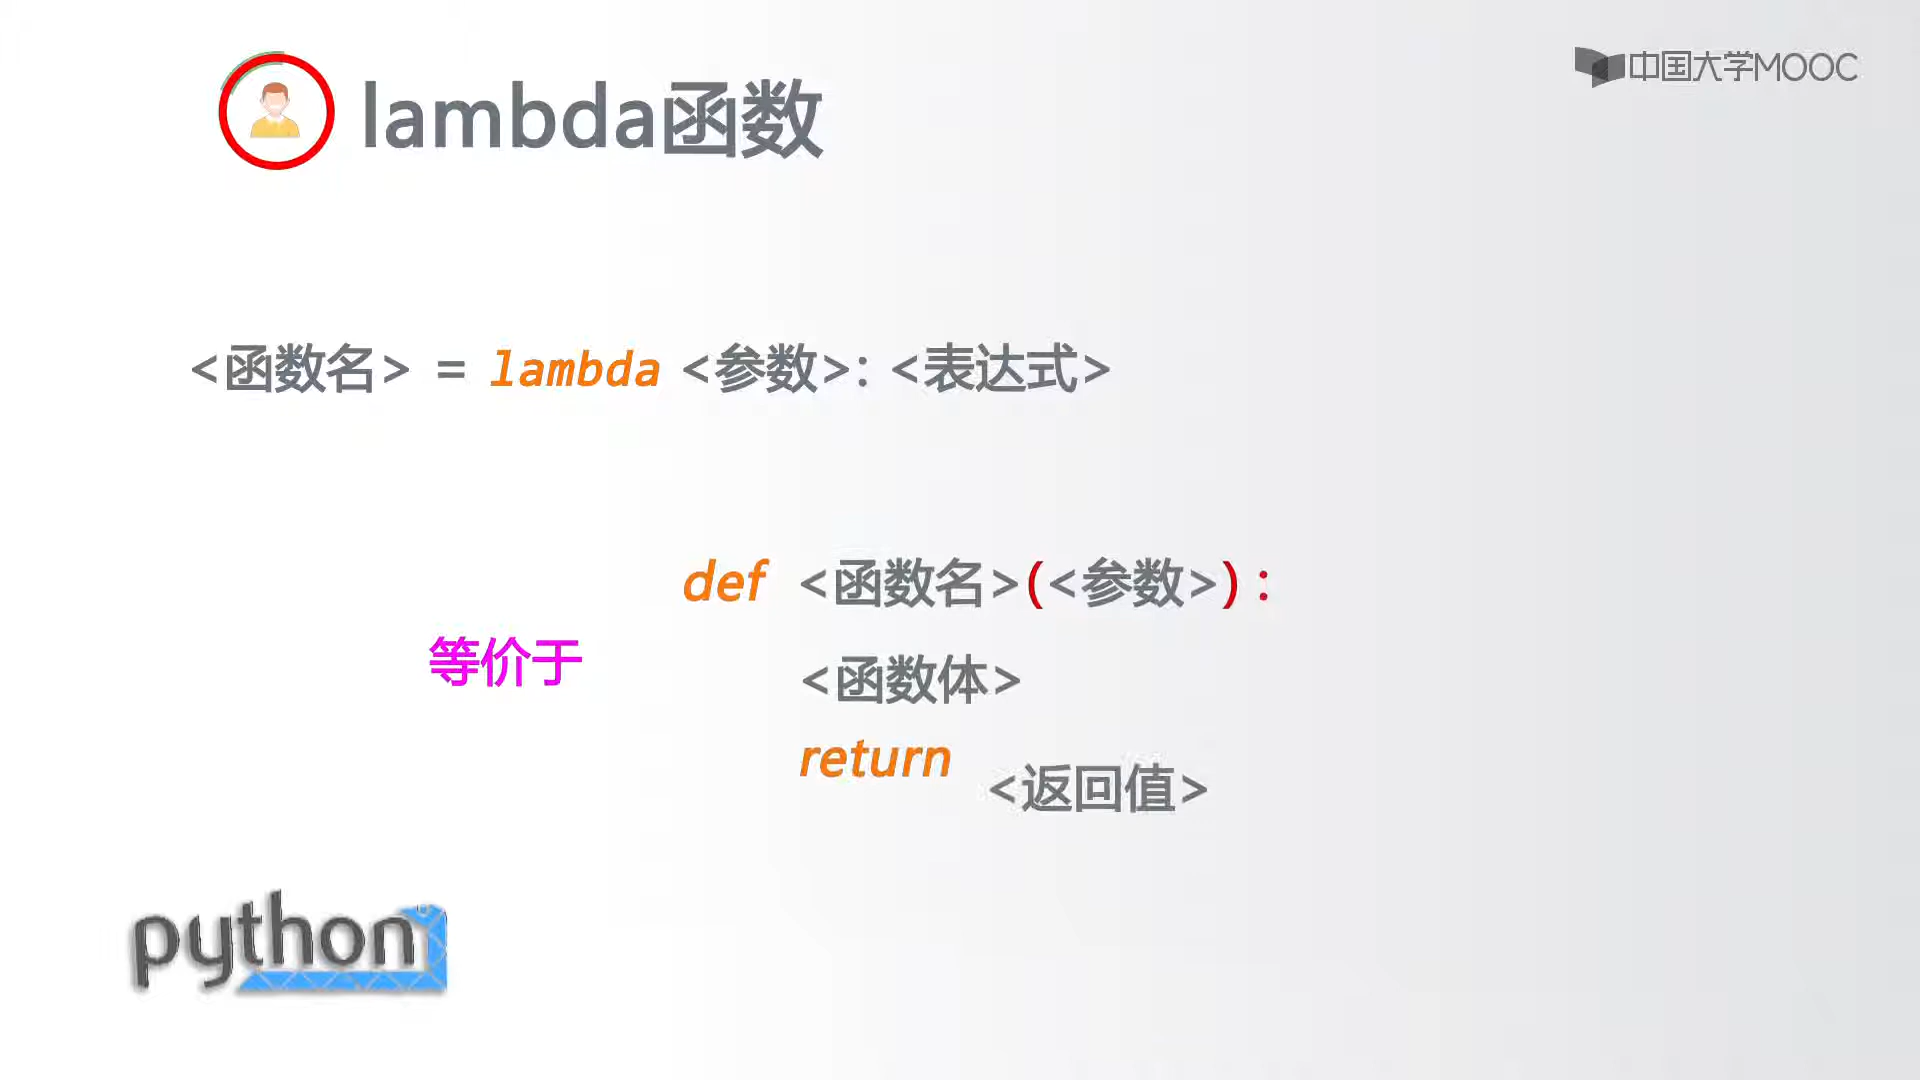 lambda函数
中国大学MOOC
<函数名> = lambda <参数>: <表达式>
def <函数名>(<参数>):
等价于
<函数体>
return <返回值>
python